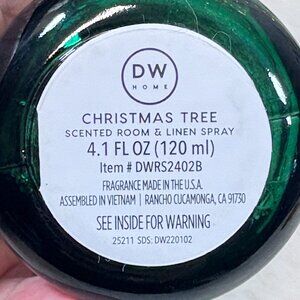 DW
HOME
CHRISTMAS TREE
SCENTED ROOM & LINEN SPRAY
4.1 FL OZ (120 ml)
Item # DWRS2402B
FRAGRANCE MADE IN THE U.S.A.
ASSEMBLED IN VIETNAM | RANCHO CUCAMONGA, CA 91730
SEE INSIDE FOR WARNING
25211 SDS: DW220102